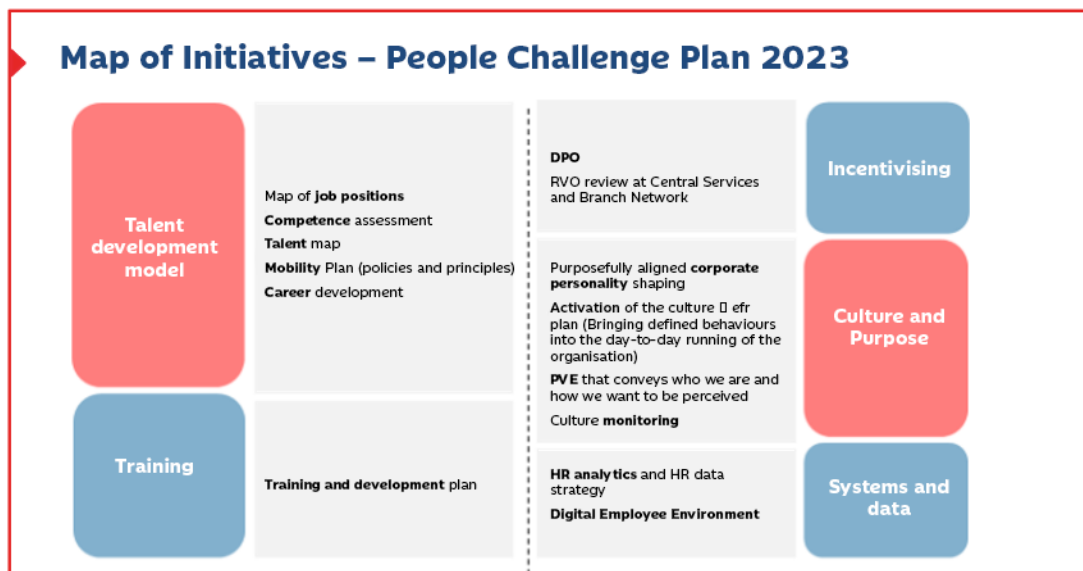 Map of Initiatives – People Challenge Plan 2023
Talent
development
model
Map of job positions
Competence assessment
Talent map
Mobility Plan (policies and principles)
Career development
Training
Training and development plan
DPO
RVO review at Central Services
and Branch Network
Incentivising
Purposefully aligned corporate
personality shaping
Activation of the culture ▯ efr
plan (Bringing defined behaviours
into the day-to-day running of the
organisation)
PVE that conveys who we are and
how we want to be perceived
Culture monitoring
Culture and
Purpose
HR analytics and HR data
strategy
Digital Employee Environment
Systems and
data